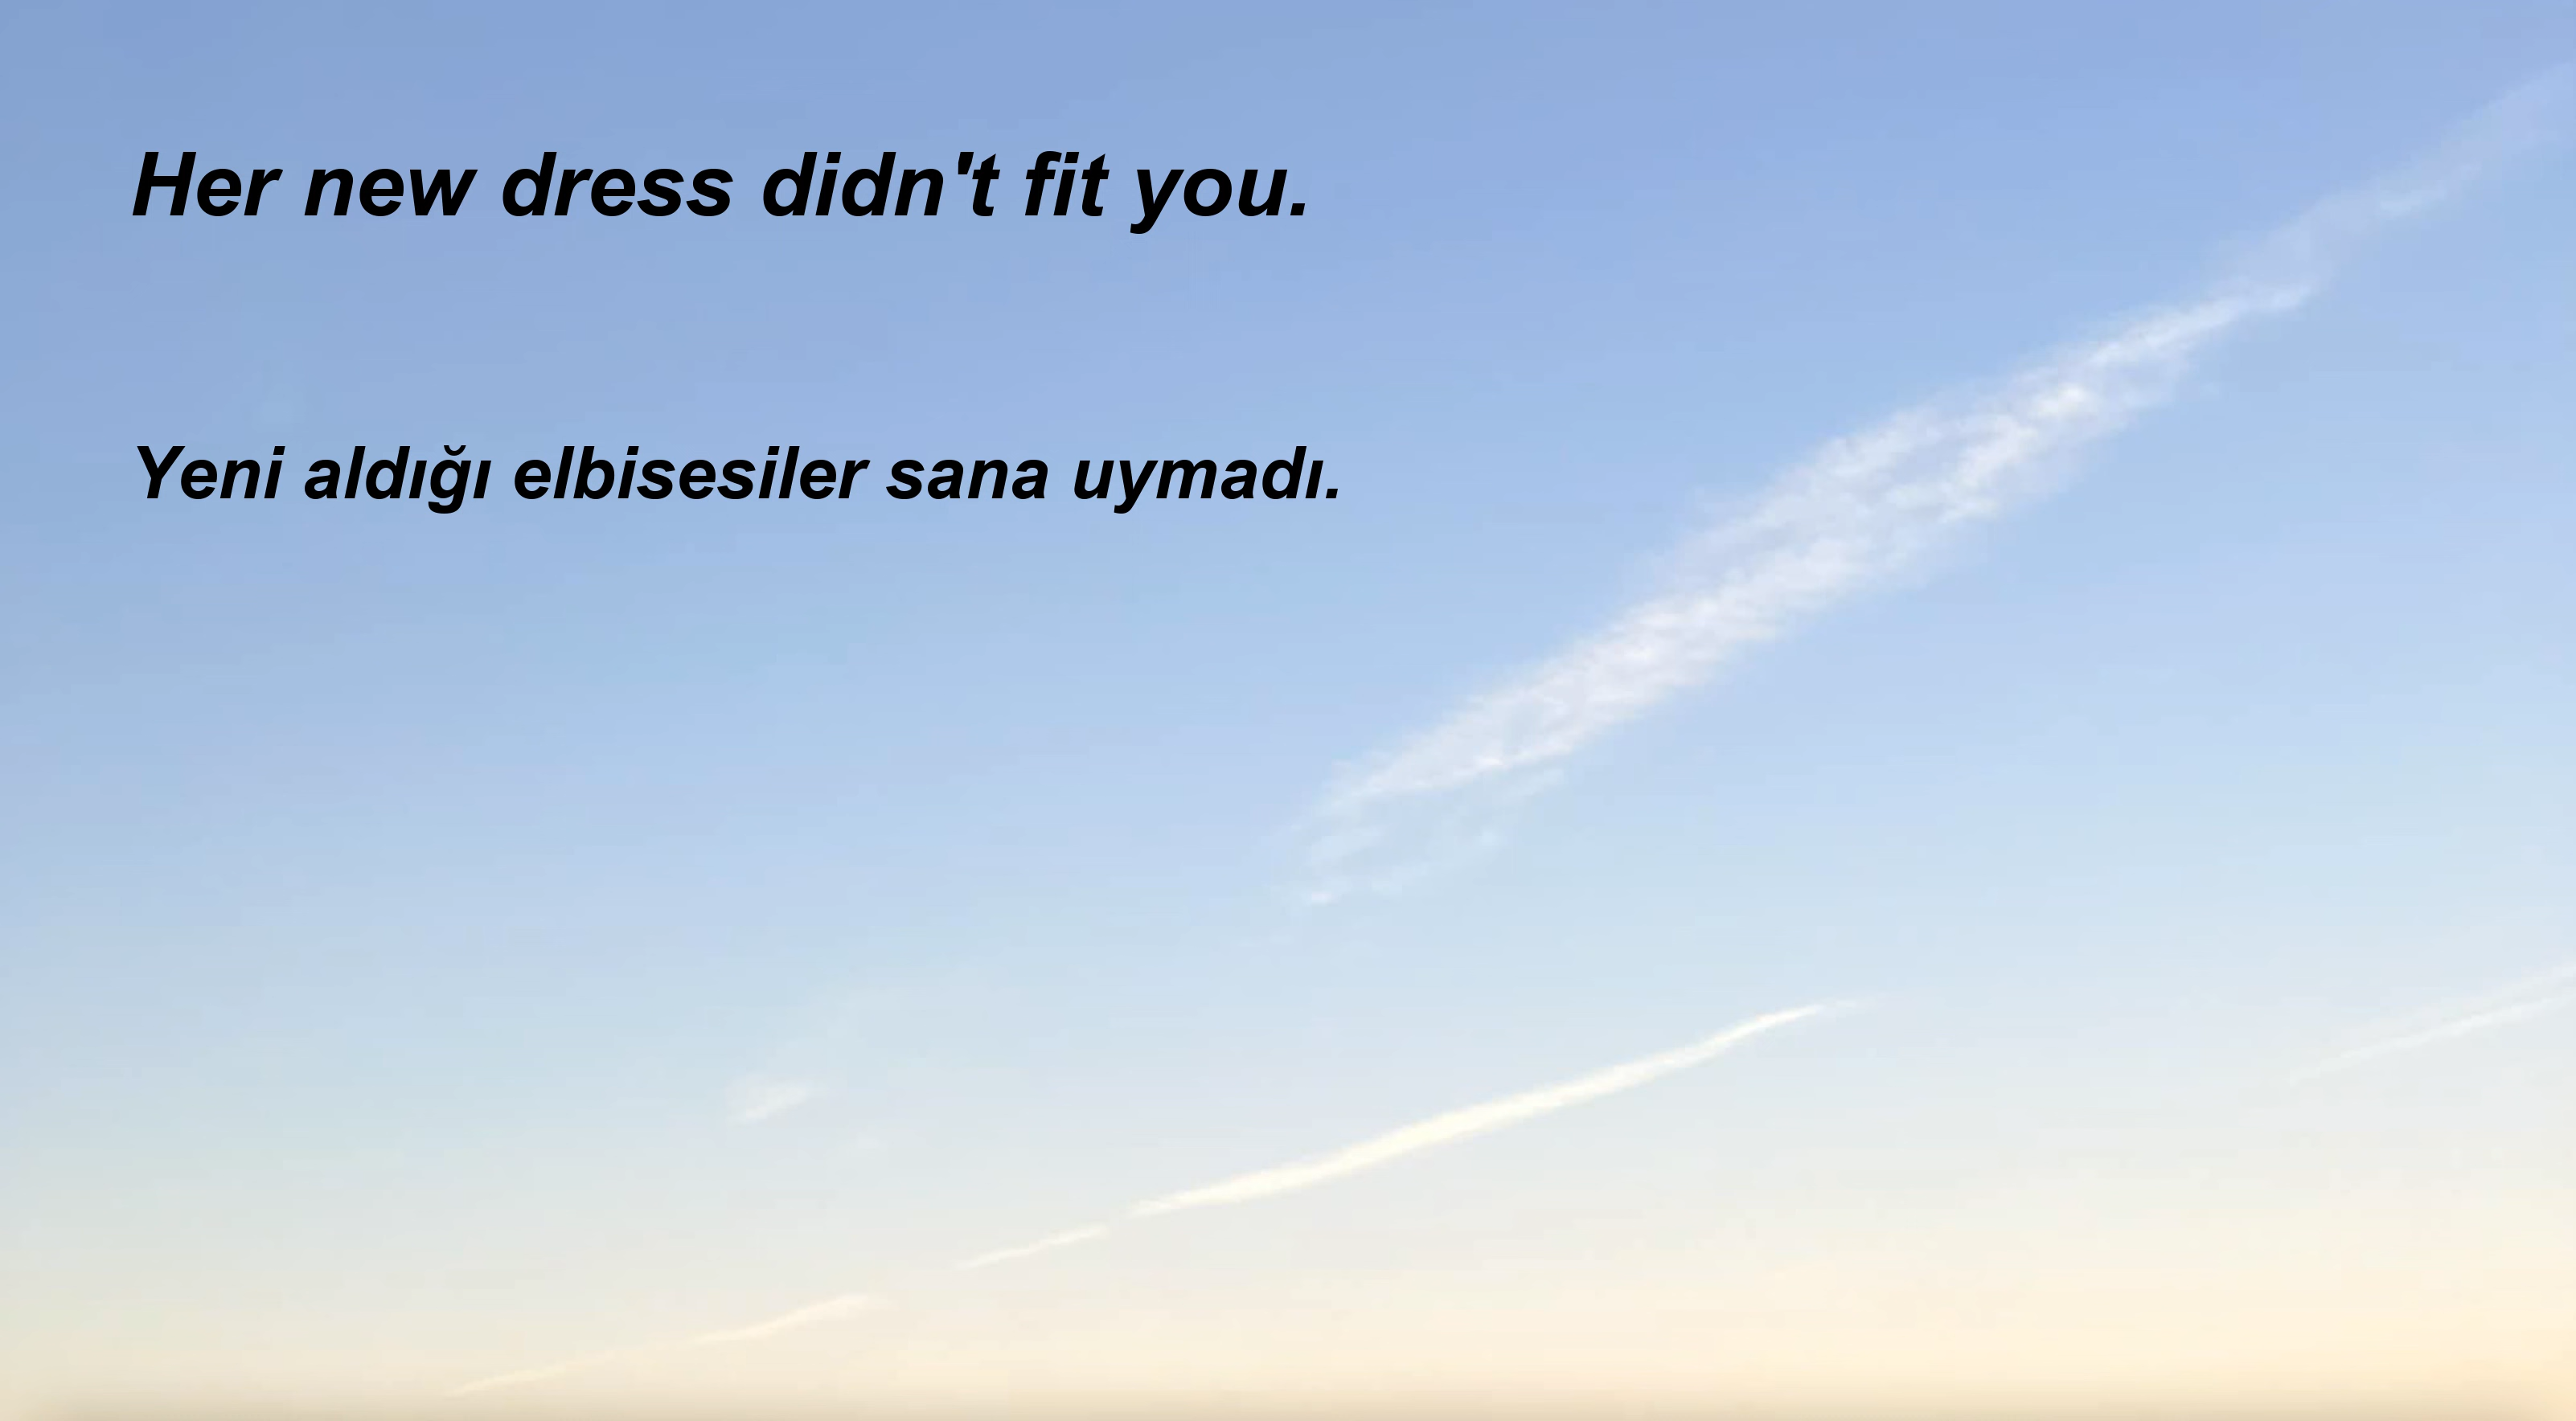 Her new dress didn't fit you.
Yeni aldığı elbisesiler sana uymadı.